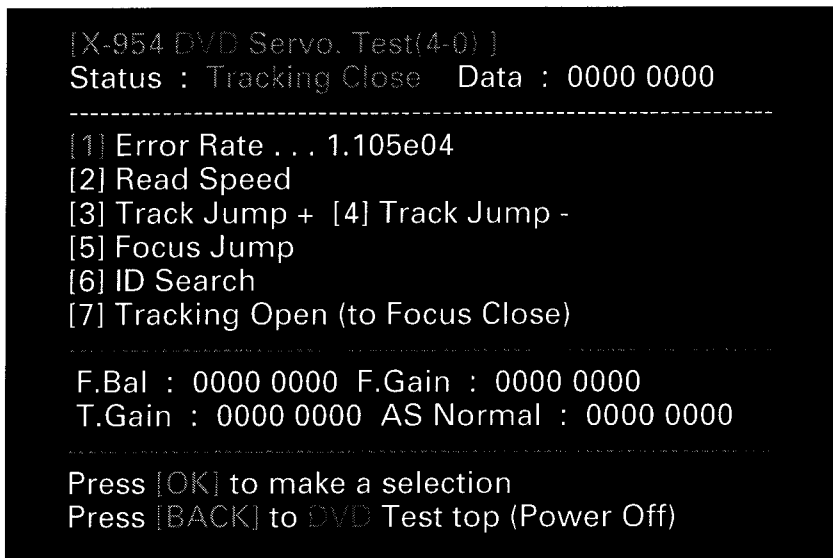 [X-954 DVD Servo. Test(4-0) ]
Status : Tracking Close Data : 0000 0000
[1] Error Rate . . . 1.105e04
[2] Read Speed
[3] Track Jump + [4] Track Jump -
[5] Focus Jump
[6] ID Search
[7] Tracking Open (to Focus Close)
F.Bal : 0000 0000 F.Gain : 0000 0000
T.Gain : 0000 0000 AS Normal : 0000 0000
Press [OK] to make a selection
Press [BACK] to DVD Test top (Power Off)